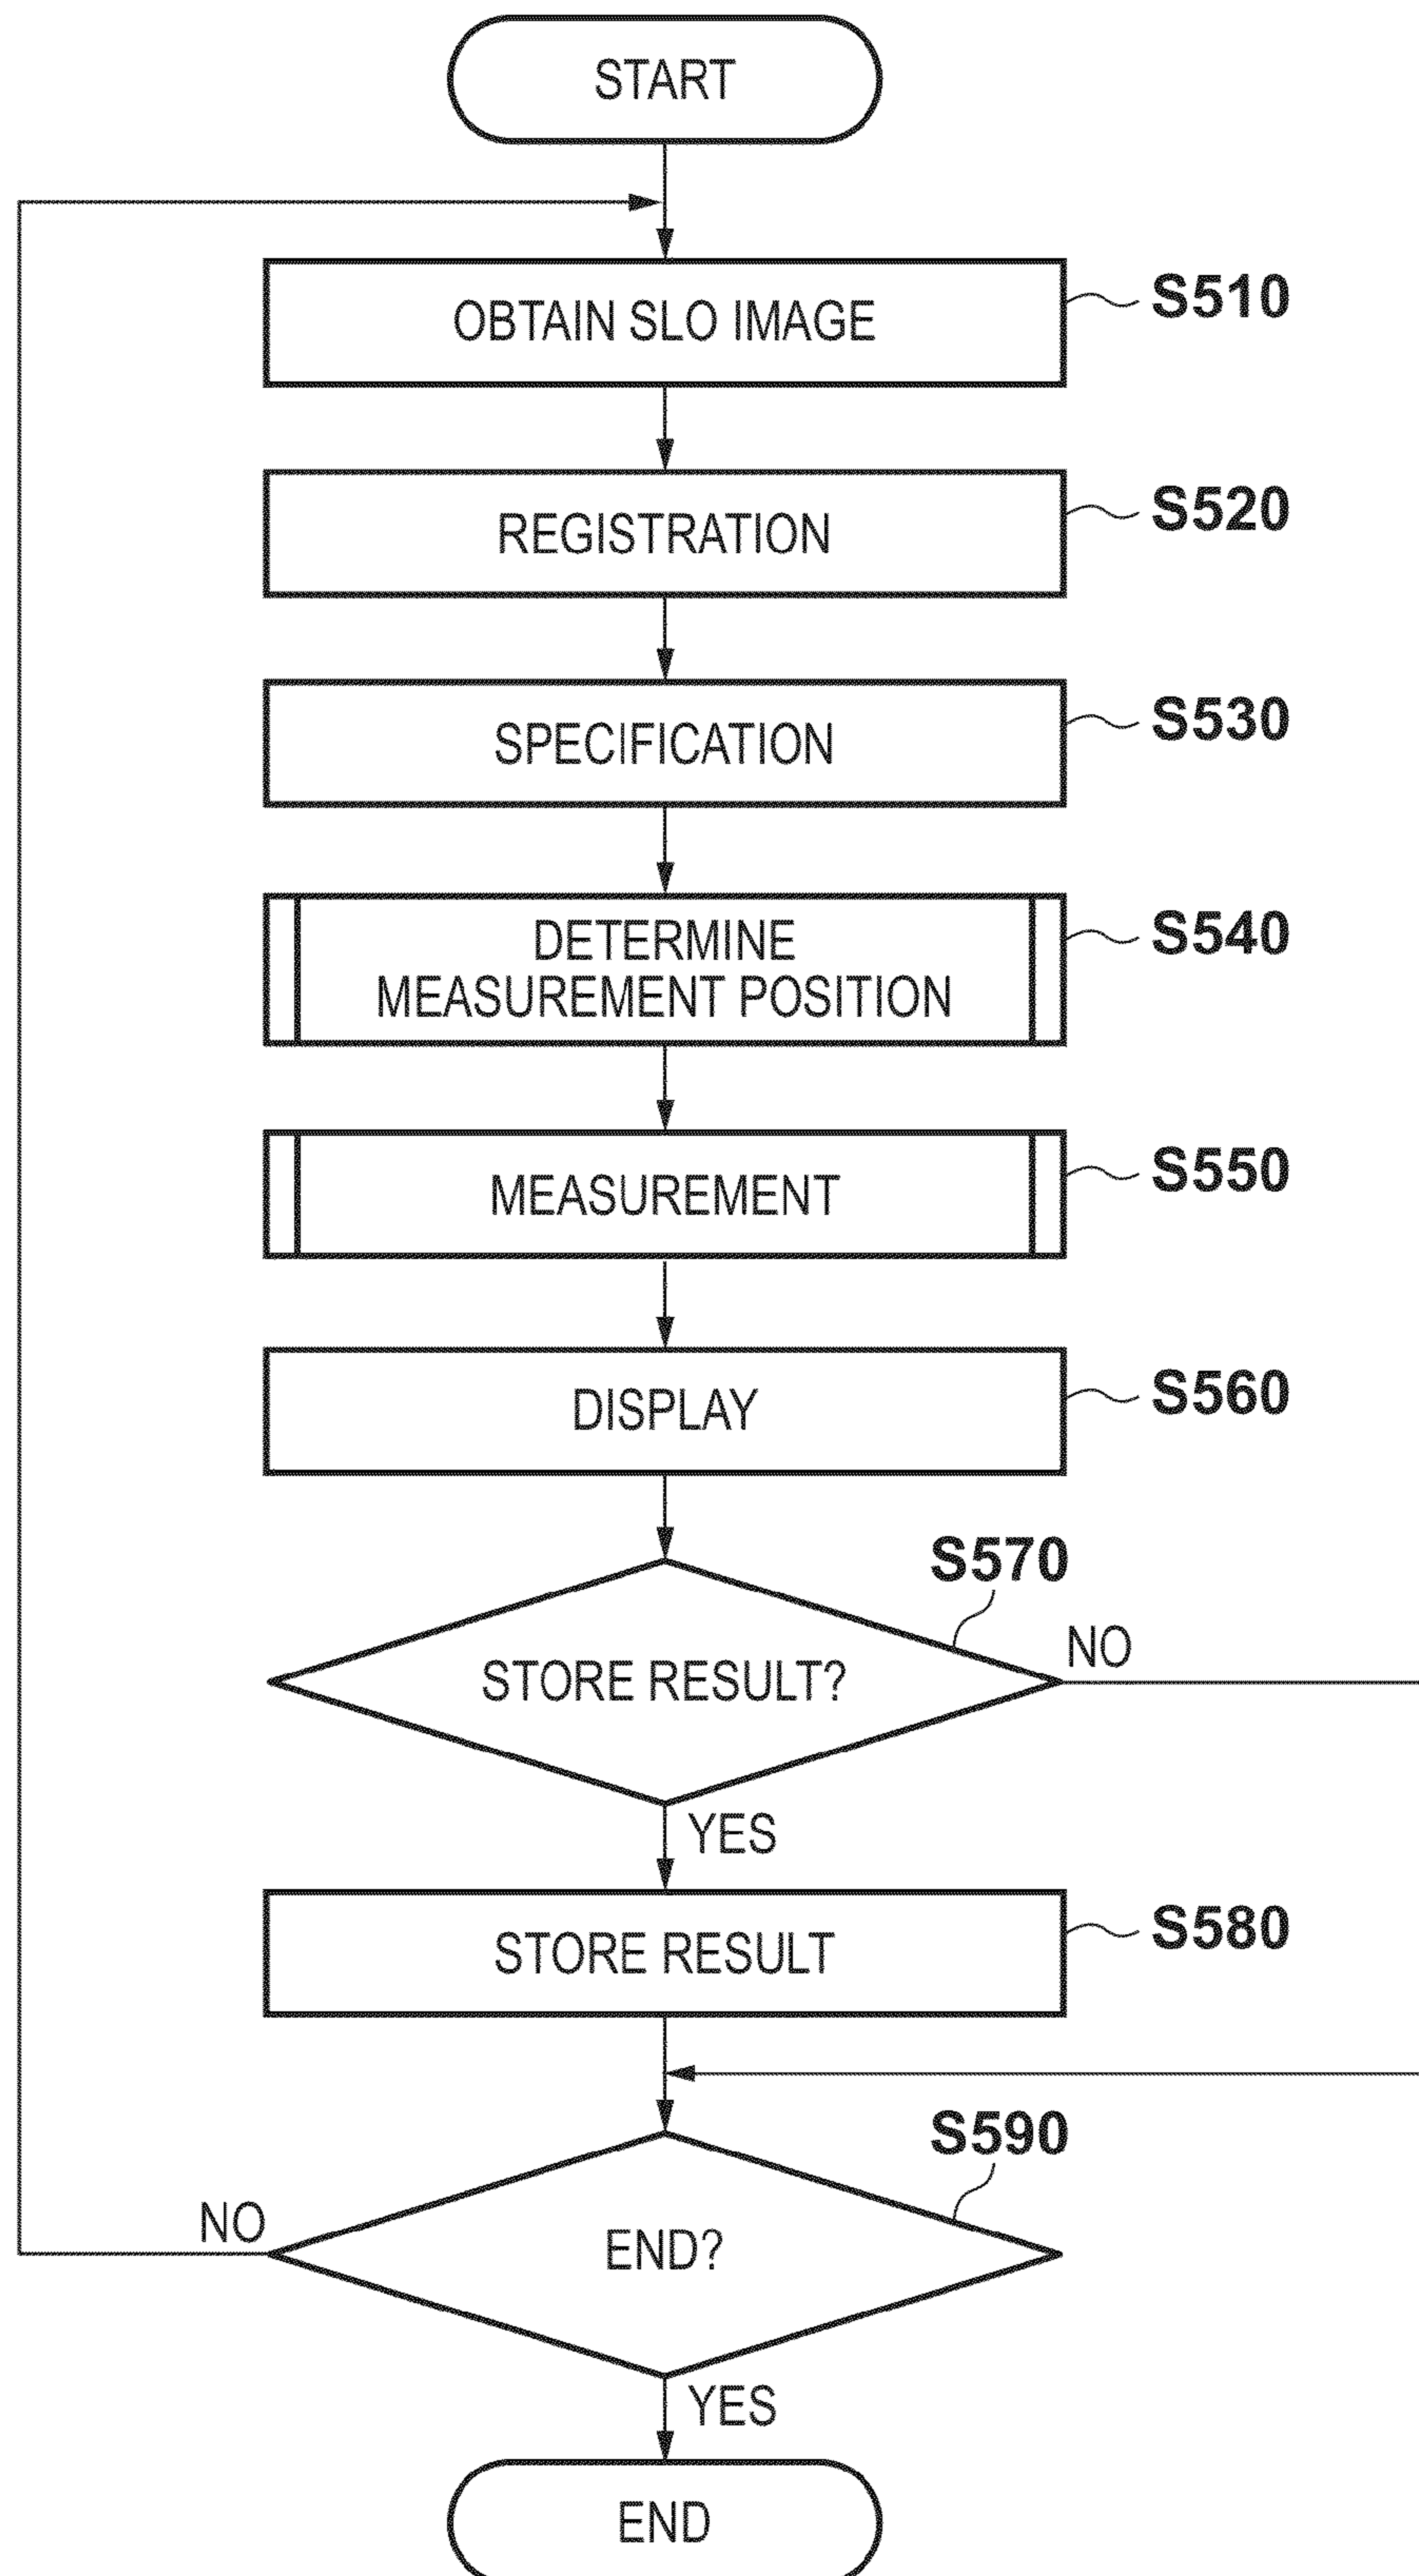 START
OBTAIN SLO IMAGE
S510
REGISTRATION
S520
SPECIFICATION
S530
DETERMINE
MEASUREMENT POSITION
S540
MEASUREMENT
S550
DISPLAY
S560
S570
STORE RESULT?
NO
YES
STORE RESULT
S580
S590
NO
END?
YES
END